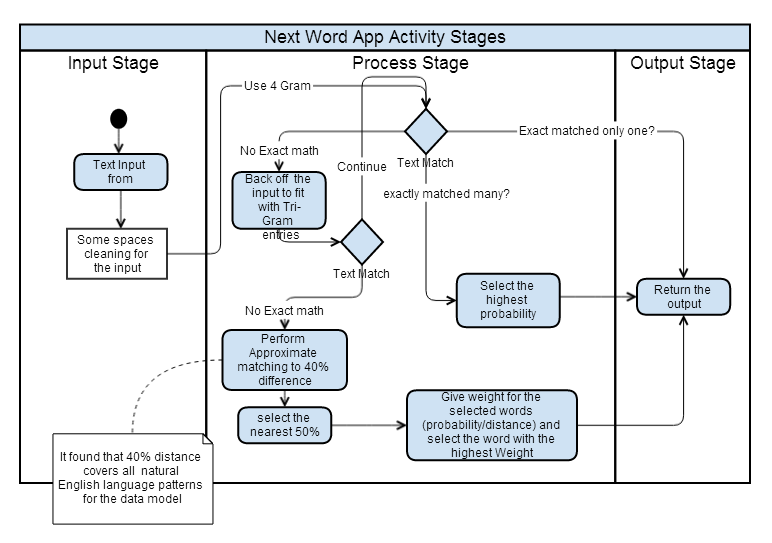 Next Word App Activity Stages
Input Stage
Process Stage
Output Stage
Use 4 Gram
Text Input
from
Some spaces
cleaning for
the input
Exact matched only one?
Text Match
No Exact math
Back off the
input to fit
with Tri-
Gram
entries
Continue
exactly matched many?
Text Match
Select the
highest
probability
Return the
output
No Exact math
Perform
Approximate
matching to 40%
difference
select the
nearest 50%
Give weight for the
selected words
(probability/distance) and
select the word with the
highest Weight
It found that 40% distance
covers all natural
English language patterns
for the data model